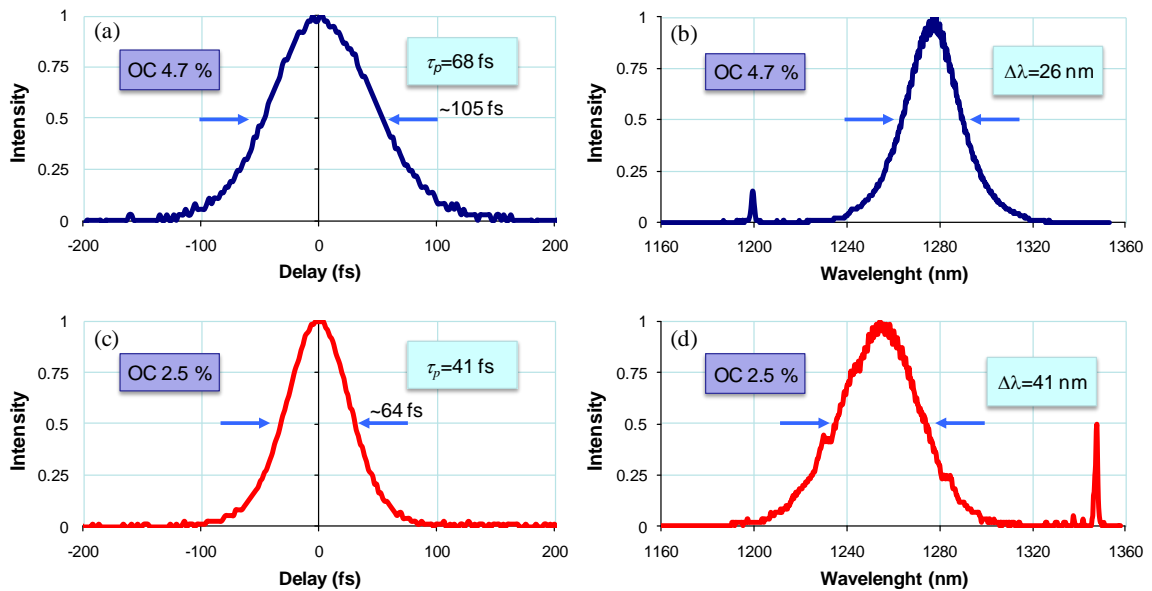 (a)
OC 4.7 %
τp=68 fs
~105 fs
Intensity
1
0.75
0.5
0.25
0
-200
-100
0
100
200
Delay (fs)
(b)
OC 4.7 %
Δλ=26 nm
Intensity
1
0.75
0.5
0.25
0
1160
1200
1240
1280
1320
1360
Wavelenght (nm)
(c)
OC 2.5 %
τp=41 fs
~64 fs
Intensity
1
0.75
0.5
0.25
0
-200
-100
0
100
200
Delay (fs)
(d)
OC 2.5 %
Δλ=41 nm
Intensity
1
0.75
0.5
0.25
0
1160
1200
1240
1280
1320
1360
Wavelenght (nm)